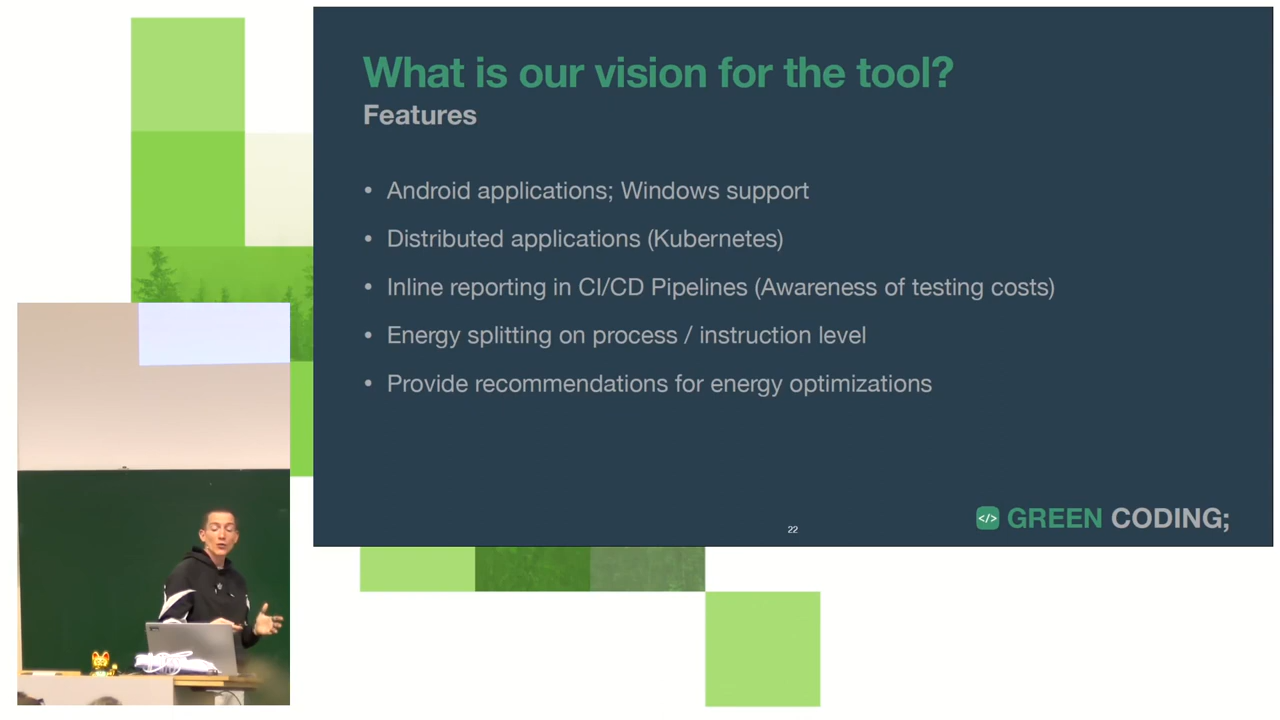 What is our vision for the tool?
Features
• Android applications; Windows support
• Distributed applications (Kubernetes)
• Inline reporting in CI/CD Pipelines (Awareness of testing costs)
• Energy splitting on process / instruction level
• Provide recommendations for energy optimizations
22
</> GREEN CODING;